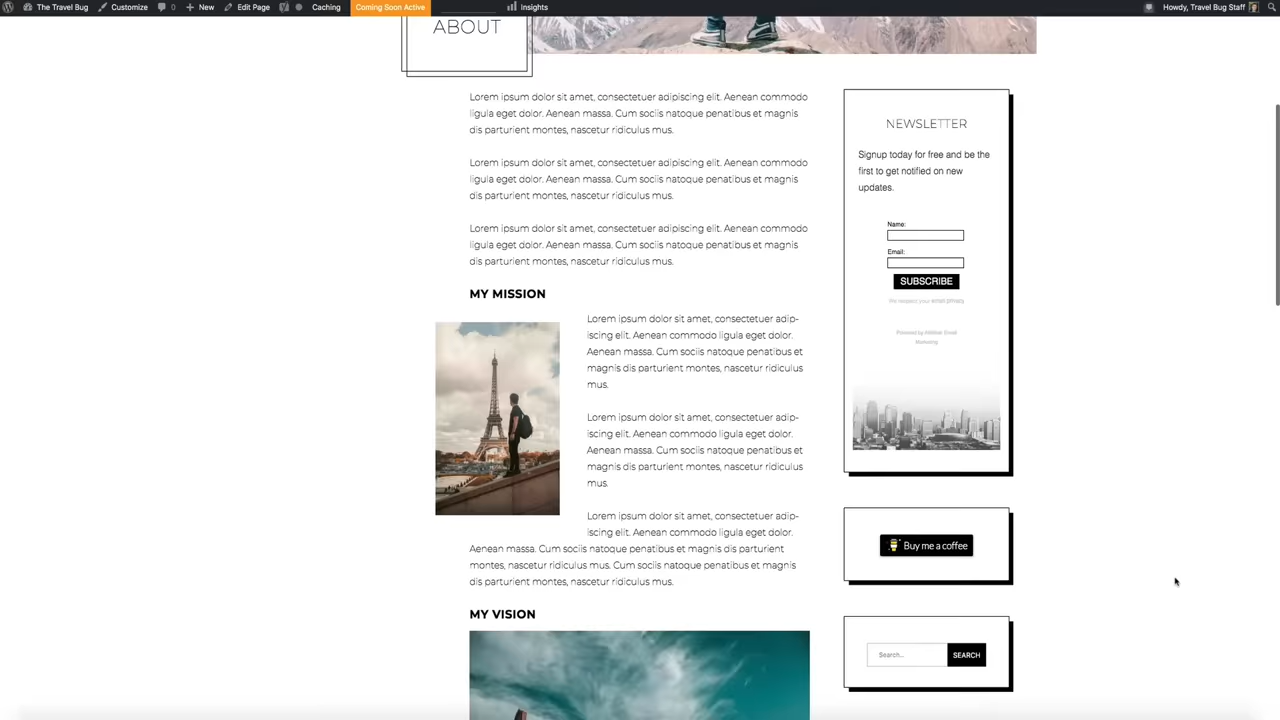 The Travel Bug
Customize
0
New
Edit Page
Caching
Coming Soon Active
Insights
Howdy, Travel Bug Staff
ABOUT
Lorem ipsum dolor sit amet, consectetuer adipiscing elit. Aenean commodo
ligula eget dolor. Aenean massa. Cum sociis natoque penatibus et magnis
dis parturient montes, nascetur ridiculus mus.
Lorem ipsum dolor sit amet, consectetuer adipiscing elit. Aenean commodo
ligula eget dolor. Aenean massa. Cum sociis natoque penatibus et magnis
dis parturient montes, nascetur ridiculus mus.
Lorem ipsum dolor sit amet, consectetuer adipiscing elit. Aenean commodo
ligula eget dolor. Aenean massa. Cum sociis natoque penatibus et magnis
dis parturient montes, nascetur ridiculus mus.
MY MISSION
Lorem ipsum dolor sit amet, consectetuer adip-
iscing elit. Aenean commodo ligula eget dolor.
Aenean massa. Cum sociis natoque penatibus et
magnis dis parturient montes, nascetur ridiculus
mus.
Lorem ipsum dolor sit amet, consectetuer adip-
iscing elit. Aenean commodo ligula eget dolor.
Aenean massa. Cum sociis natoque penatibus et
magnis dis parturient montes, nascetur ridiculus
mus.
Lorem ipsum dolor sit amet, consectetuer adip-
iscing elit. Aenean commodo ligula eget dolor.
Aenean massa. Cum sociis natoque penatibus et magnis dis parturient
montes, nascetur ridiculus mus. Cum sociis natoque penatibus et magnis
dis parturient montes, nascetur ridiculus mus.
MY VISION
NEWSLETTER
Signup today for free and be the
first to get notified on new
updates.
Name:
Email:
SUBSCRIBE
We respect your email privacy
Powered by AWeber Email
Marketing
Buy me a coffee
Search...
SEARCH